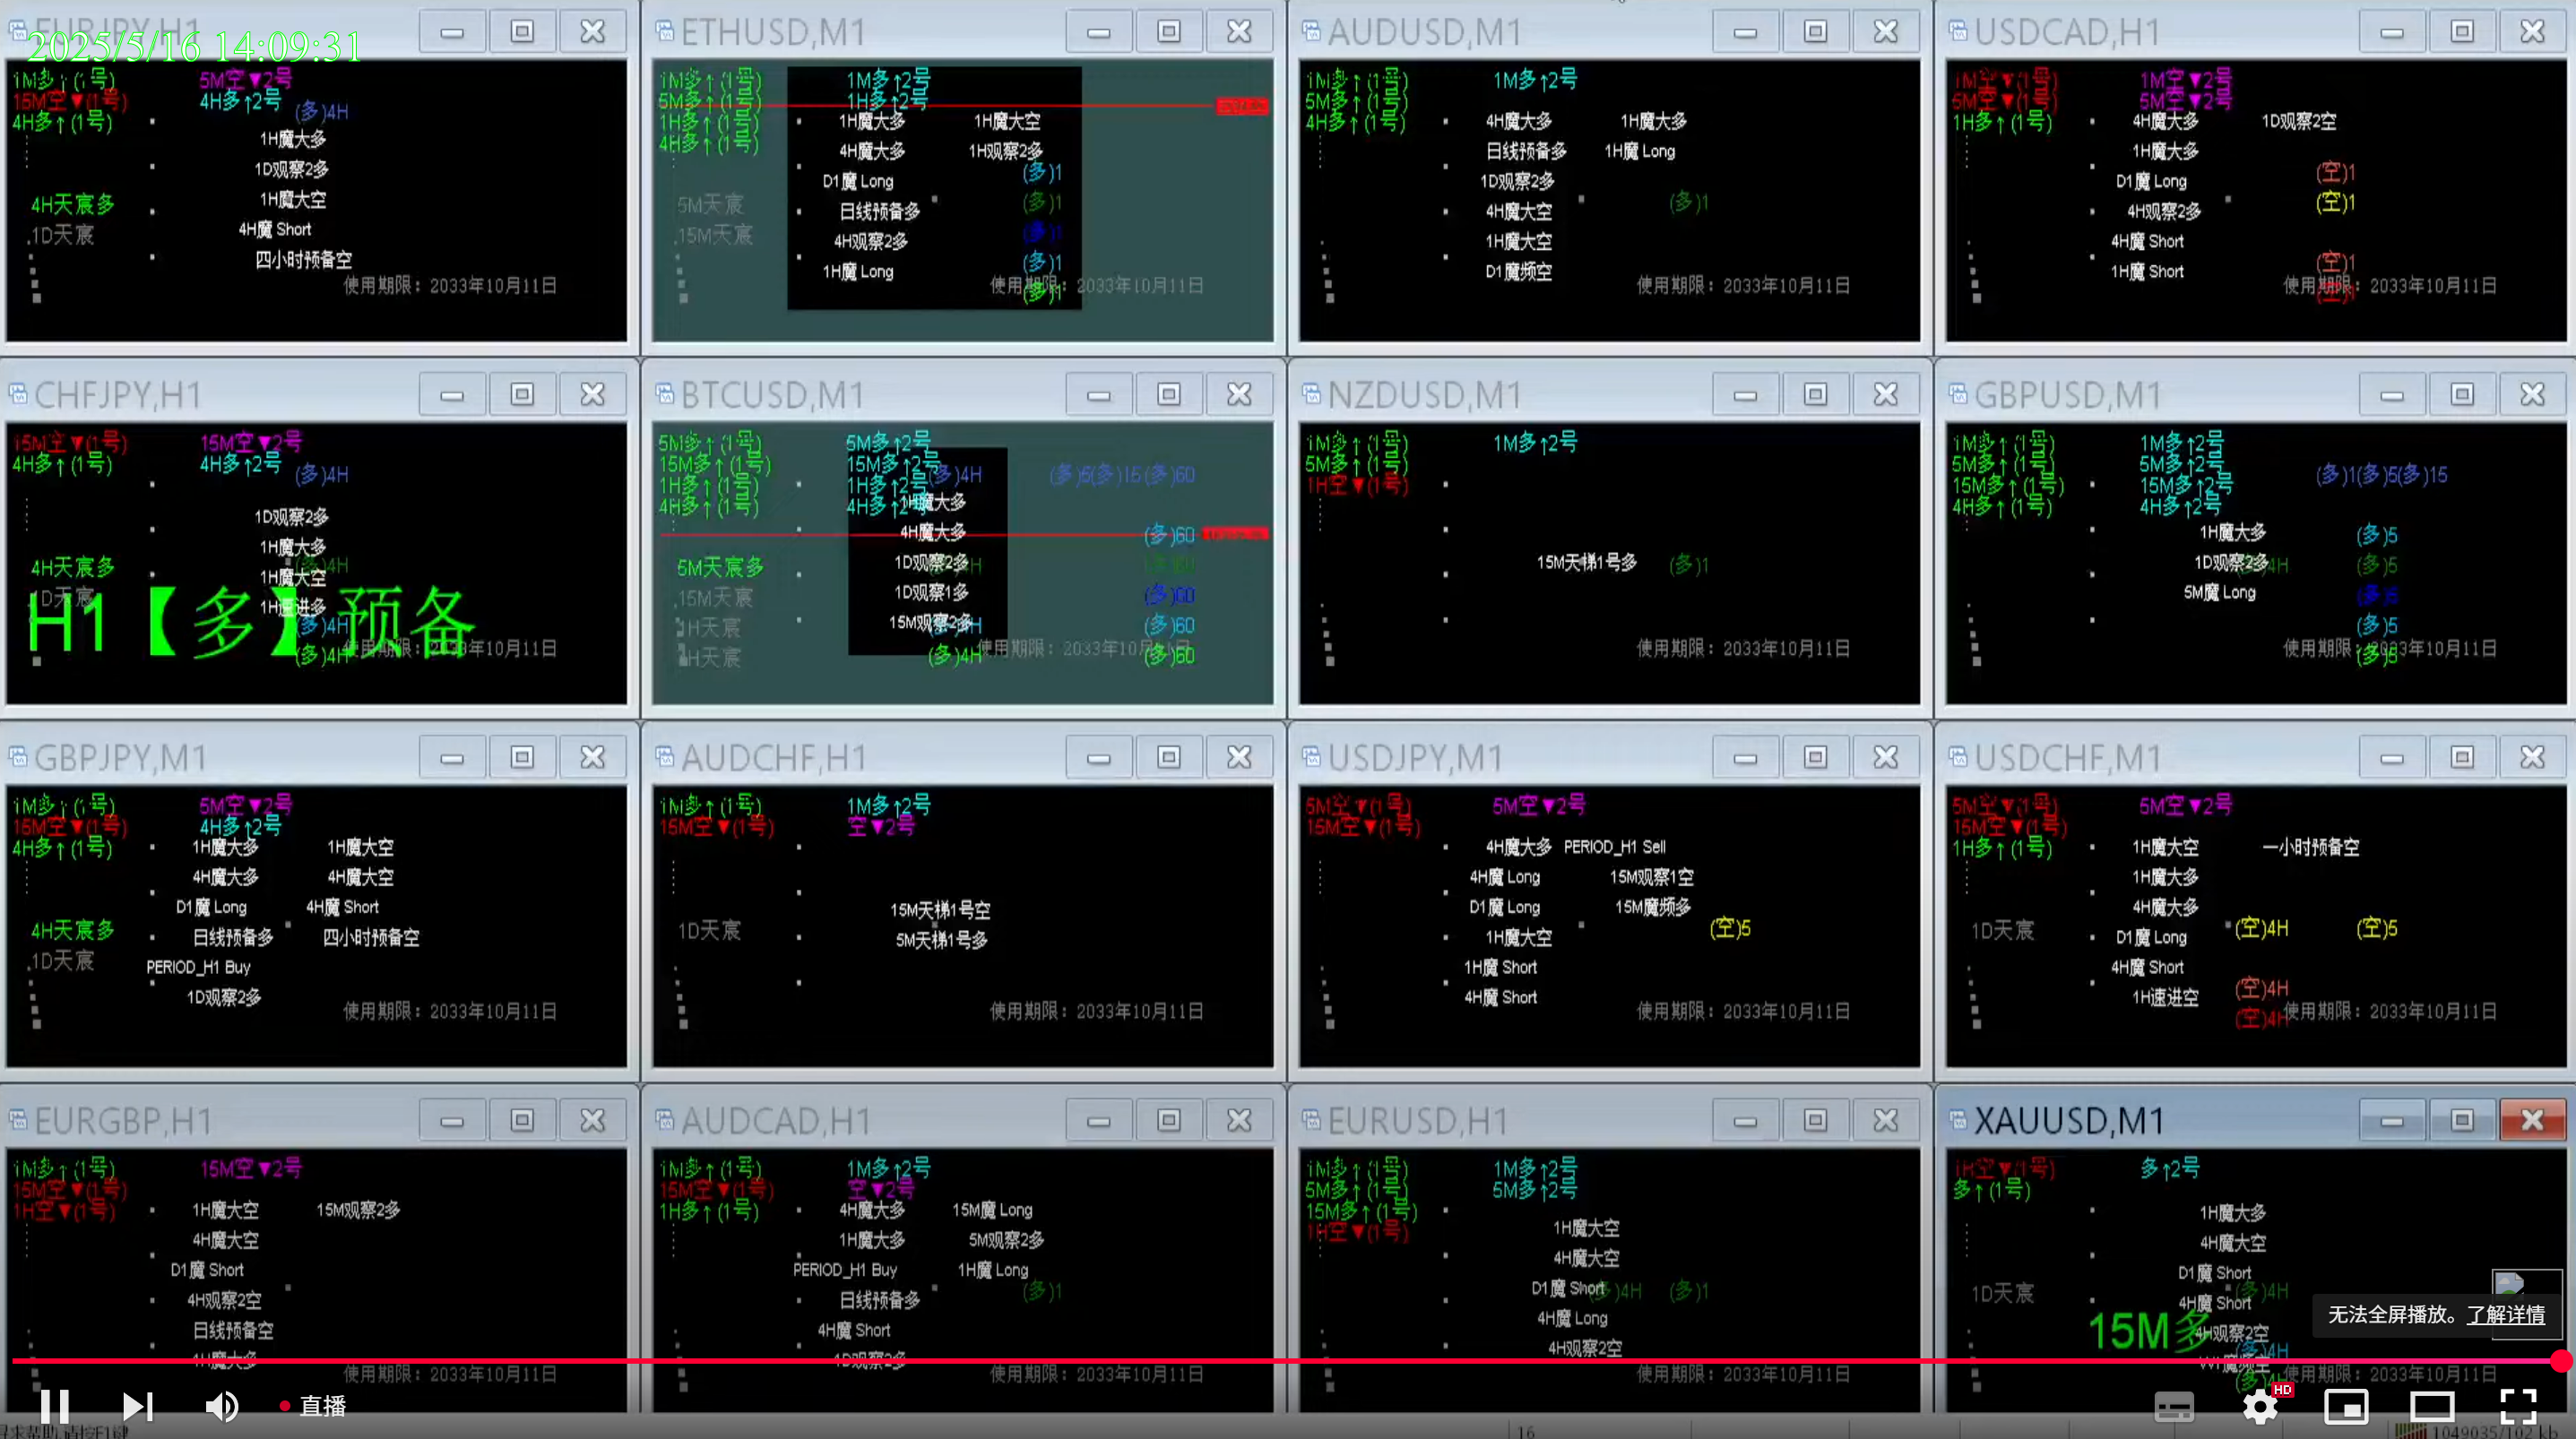 EURJPY,H1
2025/5/16 14:09:31
1M多↑(1号) 5M空▼2号
15M空▼(1号) 4H多↑2号 (多)4H
4H多↑(1号)
1H魔大多
1D观察2多
4H天宸多 1H魔大空
1D天宸 4H魔 Short
四小时预备空
使用期限：2033年10月11日
ETHUSD,M1
1M多↑(1号) 1M多↑2号
5M多↑(1号) 1H多↑2号
1H多↑(1号) 1H魔大多 1H魔大空
4H多↑(1号) 4H魔大多 1H观察2多
(多)1
D1魔 Long
5M天宸 日线预备多 (多)1
15M天宸 4H观察2多 (多)1
1H魔 Long (多)1
使用期限：2033年10月11日
(多)1
AUDUSD,M1
1M多↑(1号) 1M多↑2号
5M多↑(1号)
4H多↑(1号) 4H魔大多 1H魔大多
日线预备多 1H魔 Long
1D观察2多
4H魔大空 (多)1
1H魔大空
D1魔频空
使用期限：2033年10月11日
USDCAD,H1
1M空▼(1号) 1M空▼2号
5M空▼(1号) 5M空▼2号
1H多↑(1号) 4H魔大多 1D观察2空
1H魔大多
D1魔 Long (空)1
4H观察2多 (空)1
4H魔 Short
1H魔 Short (空)1
使用期限：2033年10月11日
(空)1
CHFJPY,H1
15M空▼(1号) 15M空▼2号
4H多↑(1号) 4H多↑2号 (多)4H
1D观察2多
1H魔大多
4H天宸多 (多)4H
1H魔大空
1D天宸 1H速进多
H1【多】预备
(多)4H
使用期限：2033年10月11日
(多)4H
BTCUSD,M1
5M多↑(1号) 5M多↑2号
15M多↑(1号) 15M多↑2号 (多)4H (多)5(多)15(多)60
1H多↑(1号) 1H多↑2号
1H魔大多
4H多↑(1号) 4H多↑2号
4H魔大多 (多)60
5M天宸多 1D观察2多 (多)60
15M天宸 1D观察1多 (多)60
1H天宸 15M观察2多 (多)60
使用期限：2033年10月11日
4H天宸 (多)4H (多)60
NZDUSD,M1
1M多↑(1号) 1M多↑2号
5M多↑(1号)
1H空▼(1号)
15M天梯1号多 (多)1
使用期限：2033年10月11日
GBPUSD,M1
1M多↑(1号) 1M多↑2号
5M多↑(1号) 5M多↑2号 (多)1(多)5(多)15
15M多↑(1号) 15M多↑2号
4H多↑(1号) 4H多↑2号
1H魔大多 (多)5
1D观察2多 (多)5
5M魔 Long (多)5
(多)5
使用期限：2033年10月11日
(多)5
GBPJPY,M1
1M多↑(1号) 5M空▼2号
15M空▼(1号) 4H多↑2号
4H多↑(1号) 1H魔大多 1H魔大空
4H魔大多 4H魔大空
D1魔 Long 4H魔 Short
4H天宸多 日线预备多 四小时预备空
1D天宸 PERIOD_H1 Buy
1D观察2多
使用期限：2033年10月11日
AUDCHF,H1
1M多↑(1号) 1M多↑2号
15M空▼(1号) 空▼2号
15M天梯1号空
1D天宸
5M天梯1号多
使用期限：2033年10月11日
USDJPY,M1
5M空▼(1号) 5M空▼2号
15M空▼(1号)
4H魔大多 PERIOD_H1 Sell
4H魔 Long 15M观察1空
D1魔 Long 15M魔频多
(空)5
1H魔大空
1H魔 Short
4H魔 Short
使用期限：2033年10月11日
USDCHF,M1
5M空▼(1号) 5M空▼2号
15M空▼(1号)
1H多↑(1号) 1H魔大空 一小时预备空
1H魔大多
4H魔大多
1D天宸 D1魔 Long (空)4H (空)5
4H魔 Short
1H速进空 (空)4H
(空)4H
使用期限：2033年10月11日
EURGBP,H1
1M多↑(1号) 15M空▼2号
15M空▼(1号)
1H空▼(1号) 1H魔大空 15M观察2多
4H魔大空
D1魔 Short
4H观察2空
日线预备空
4H魔大多
使用期限：2033年10月11日
AUDCAD,H1
1M多↑(1号) 1M多↑2号
15M空▼(1号) 空▼2号
1H多↑(1号) 4H魔大多 15M魔 Long
1H魔大多 5M观察2多
PERIOD_H1 Buy 1H魔 Long
日线预备多 (多)1
4H魔 Short
1D观察2多
使用期限：2033年10月11日
EURUSD,H1
1M多↑(1号) 1M多↑2号
5M多↑(1号) 5M多↑2号
15M多↑(1号)
1H空▼(1号) 1H魔大空
4H魔大空
D1魔 Short (多)4H (多)1
4H魔 Long
4H观察2空
使用期限：2033年10月11日
XAUUSD,M1
1H空▼(1号) 多↑2号
多↑(1号)
1H魔大多
4H魔大空
D1魔 Short
1D天宸 (多)4H
4H魔 Short
15M多 4H观察2空
(多)4H
使用期限：2033年10月11日
无法全屏播放。了解详情
直播
HD
16
1049035/102 kb